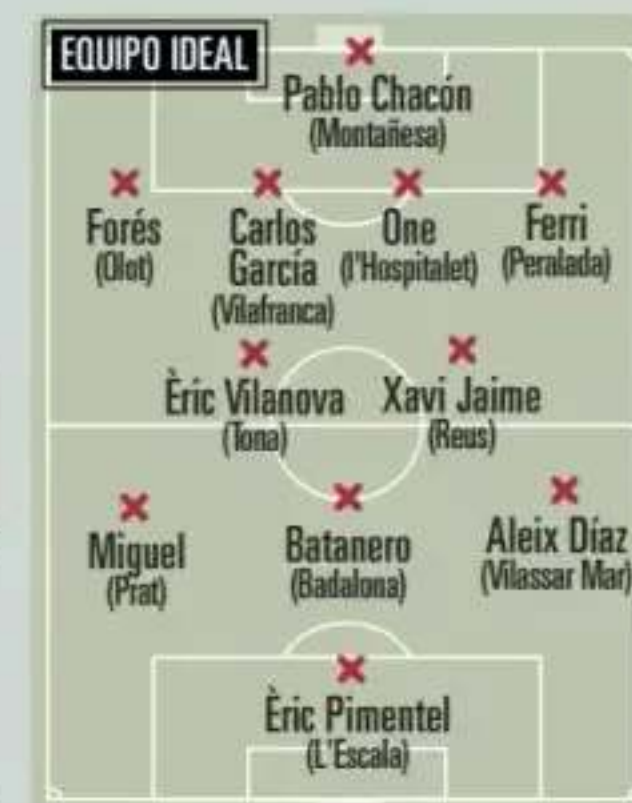 EQUIPO IDEAL
Pablo Chacón
(Montañesa)
Forés
(Olot)
Carlos
García
(Vilafranca)
One
(l'Hospitalet)
Ferri
(Peralada)
Èric Vilanova
(Tona)
Xavi Jaime
(Reus)
Miguel
(Prat)
Batanero
(Badalona)
Aleix Díaz
(Vilassar Mar)
Èric Pimentel
(L'Escala)